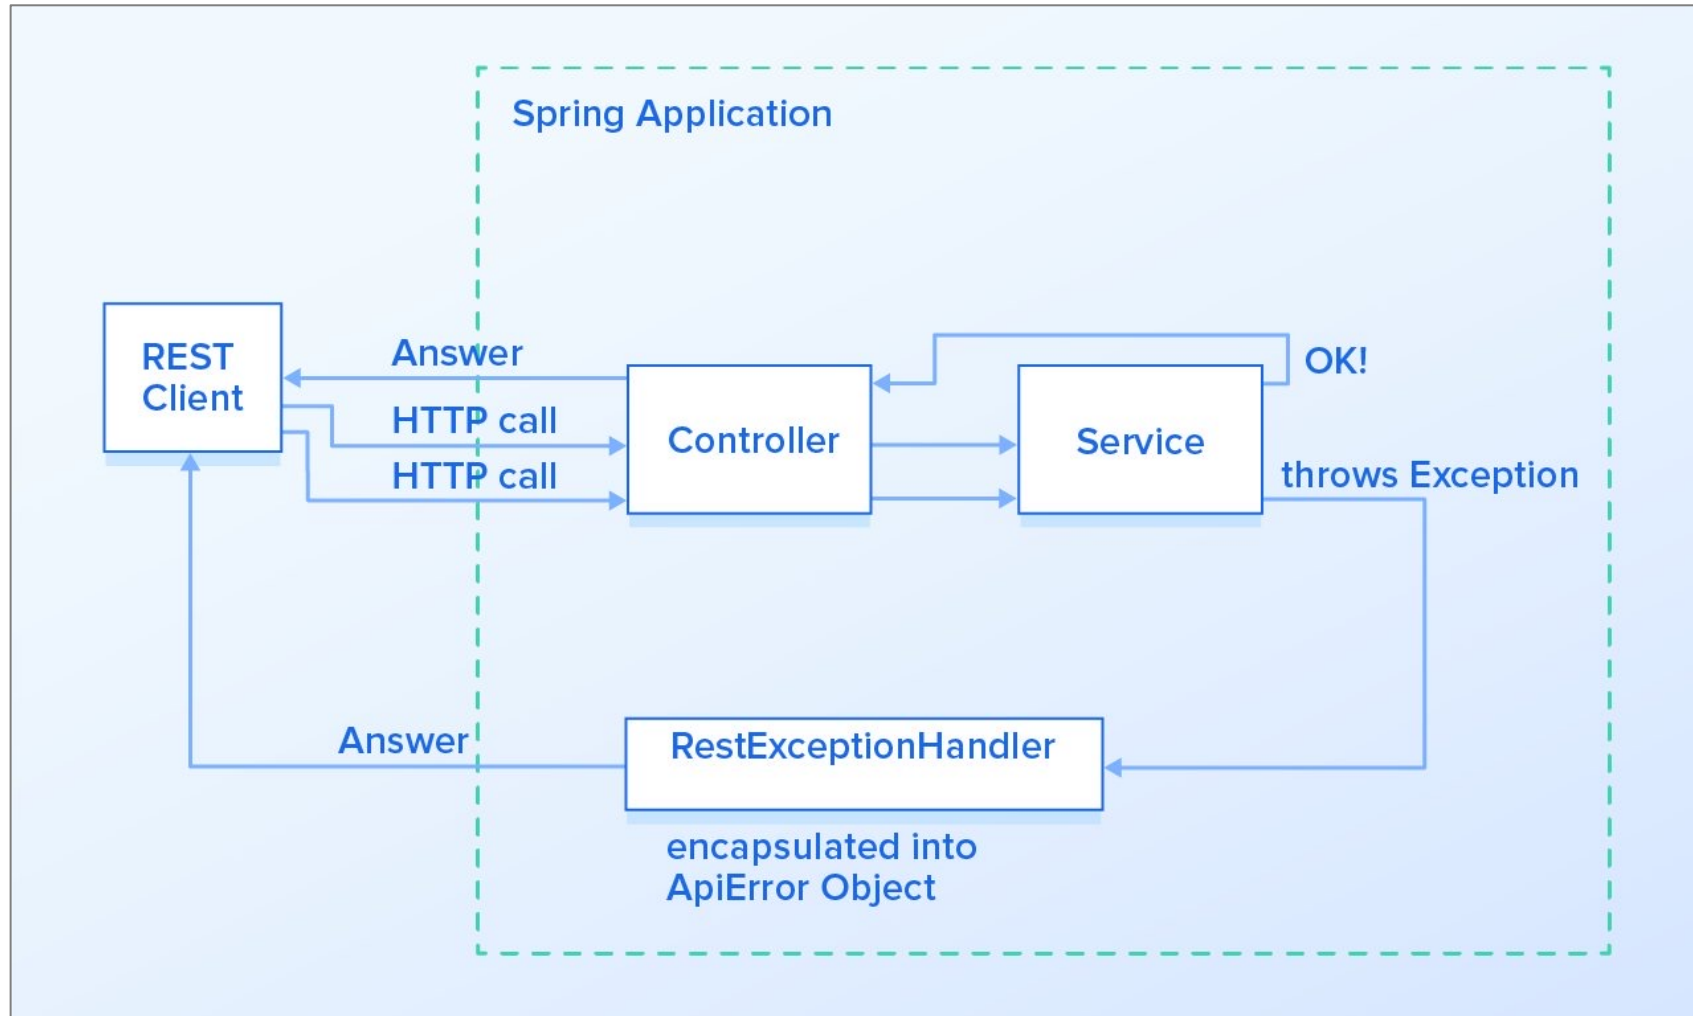 Spring Application
REST
Client
Answer
HTTP call
HTTP call
Controller
Service
OK!
throws Exception
Answer
RestExceptionHandler
encapsulated into
ApiError Object